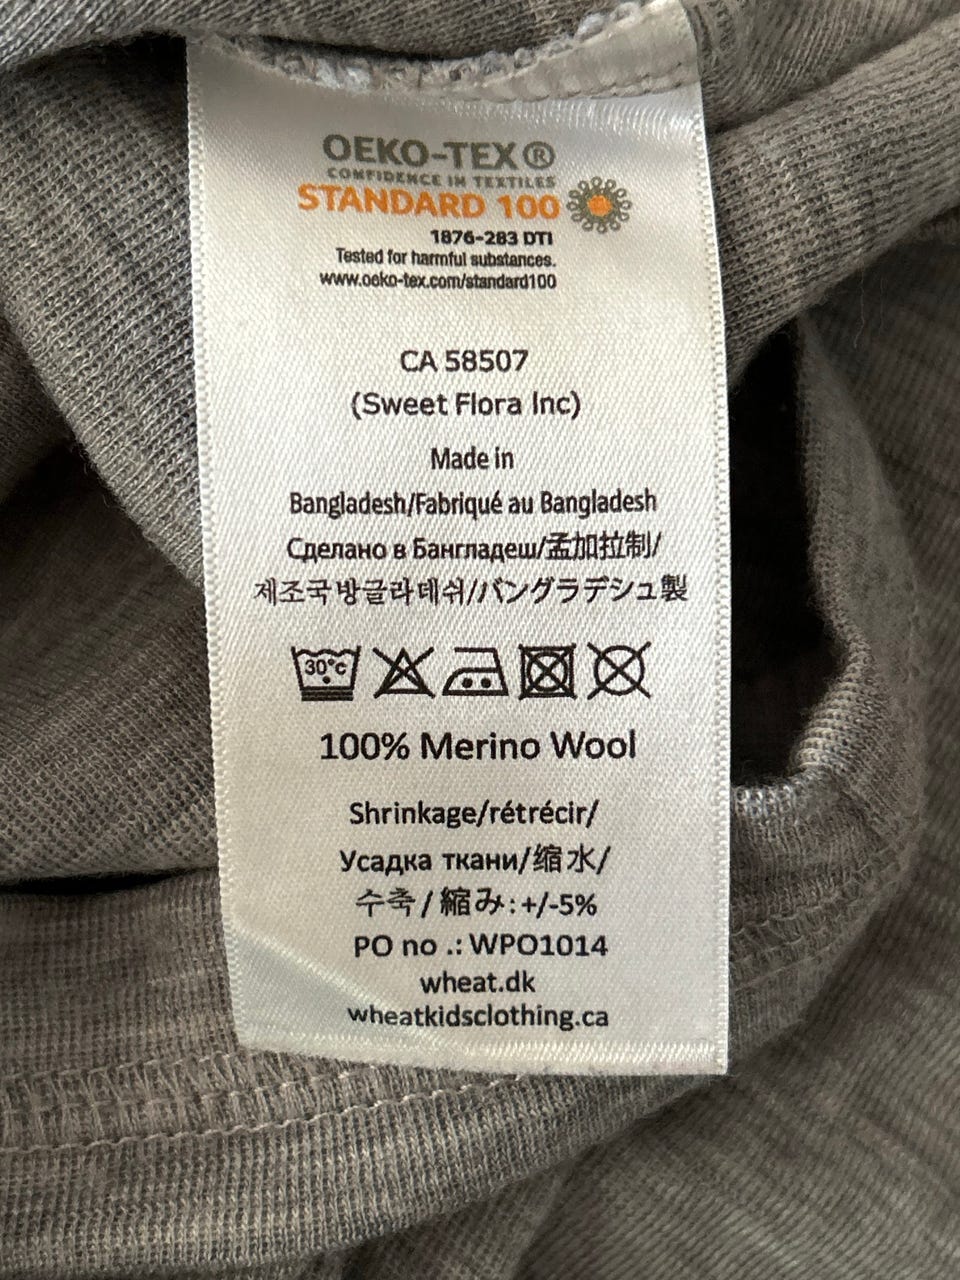 OEKO-TEX®
CONFIDENCE IN TEXTILES
STANDARD 100
1876-283 DTI
Tested for harmful substances.
www.oeko-tex.com/standard100
CA 58507
(Sweet Flora Inc)
Made in
Bangladesh/Fabriqué au Bangladesh
Сделано в Бангладеш/孟加拉制/
제조국방글라데쉬/バングラデシュ製
30°c
100% Merino Wool
Shrinkage/rétrécir/
Усадка ткани/缩水/
수축/縮み:+/-5%
PO no .: WPO1014
wheat.dk
wheatkidsclothing.ca